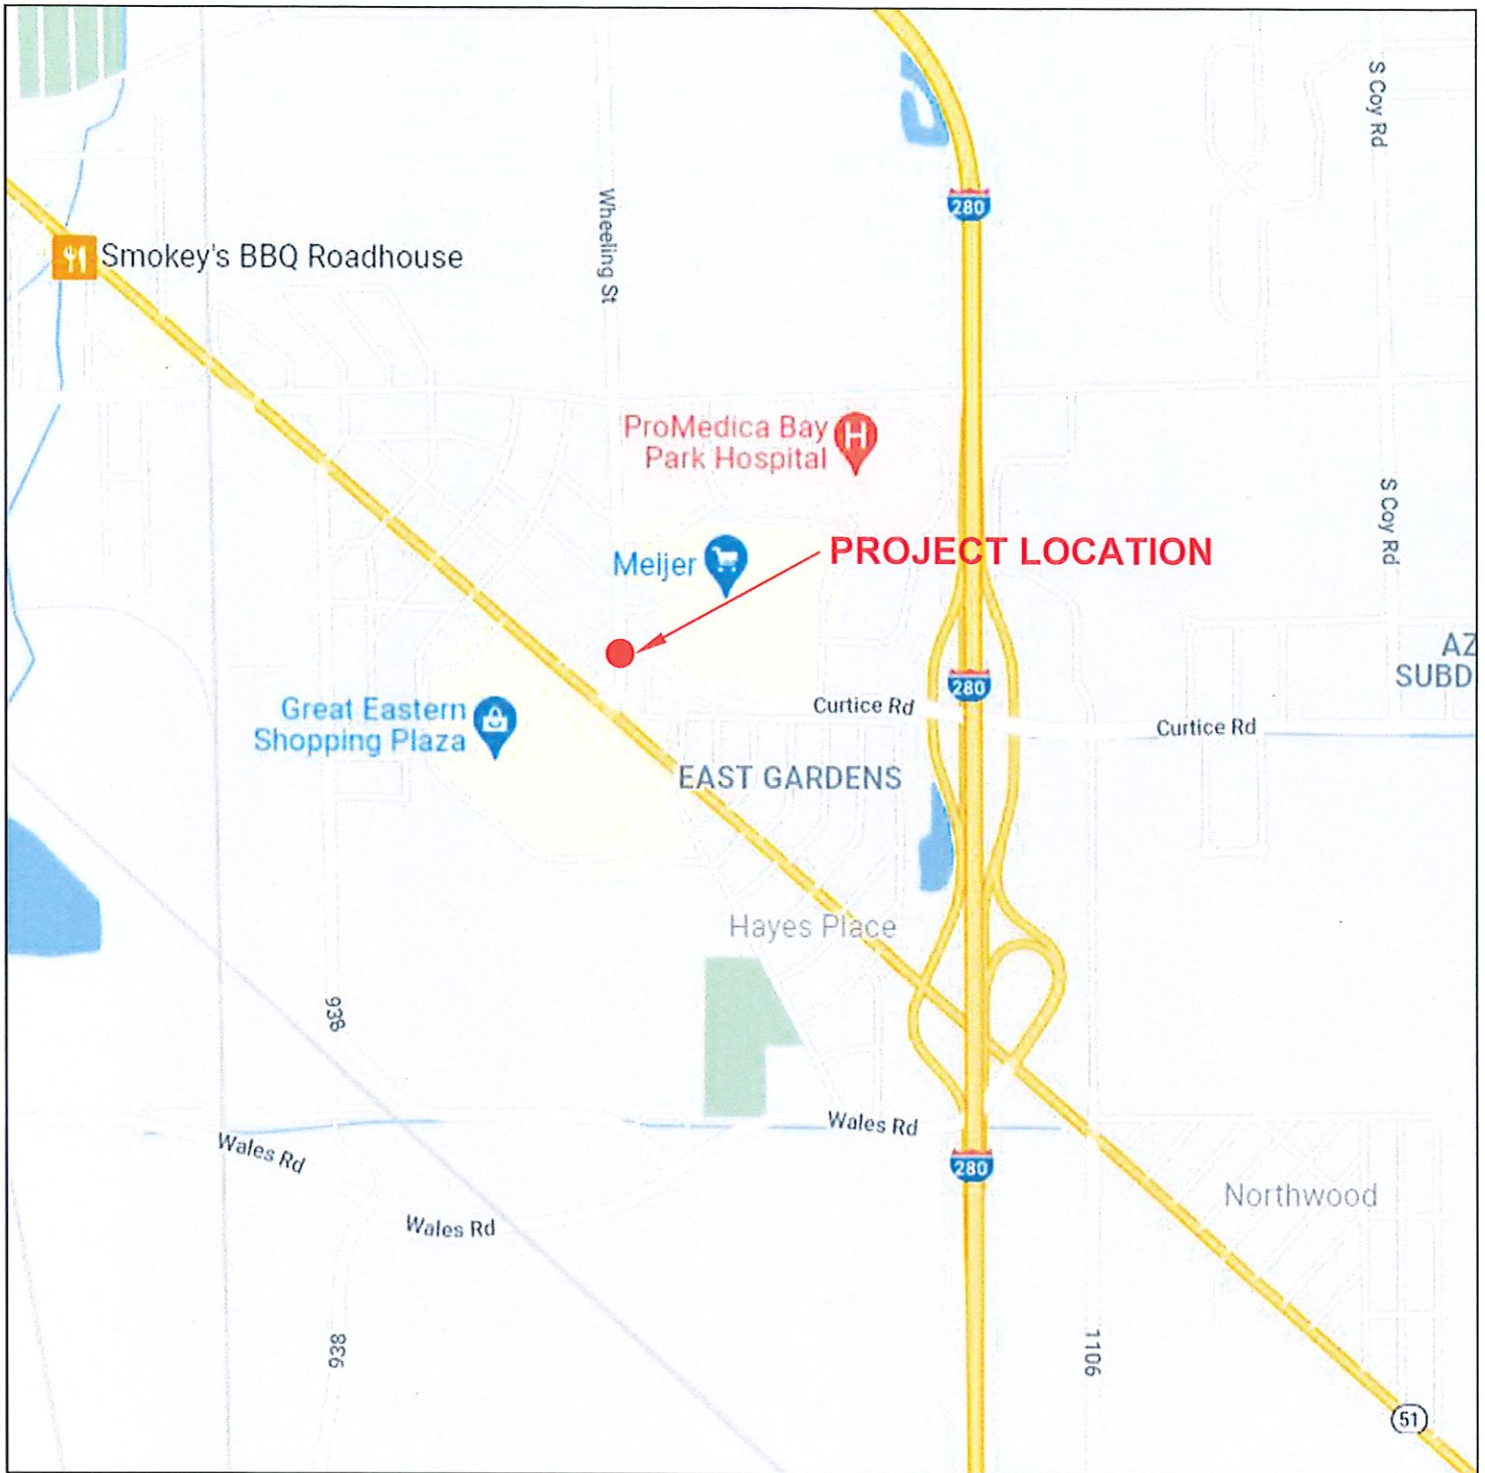 S Coy Rd
280
Wheeling St
Smokey's BBQ Roadhouse
ProMedica Bay
Park Hospital
H
S Coy Rd
PROJECT LOCATION
Meijer
AZ
SUBD
280
Great Eastern
Shopping Plaza
Curtice Rd
Curtice Rd
EAST GARDENS
Hayes Place
938
Wales Rd
Wales Rd
280
Northwood
Wales Rd
938
1106
51